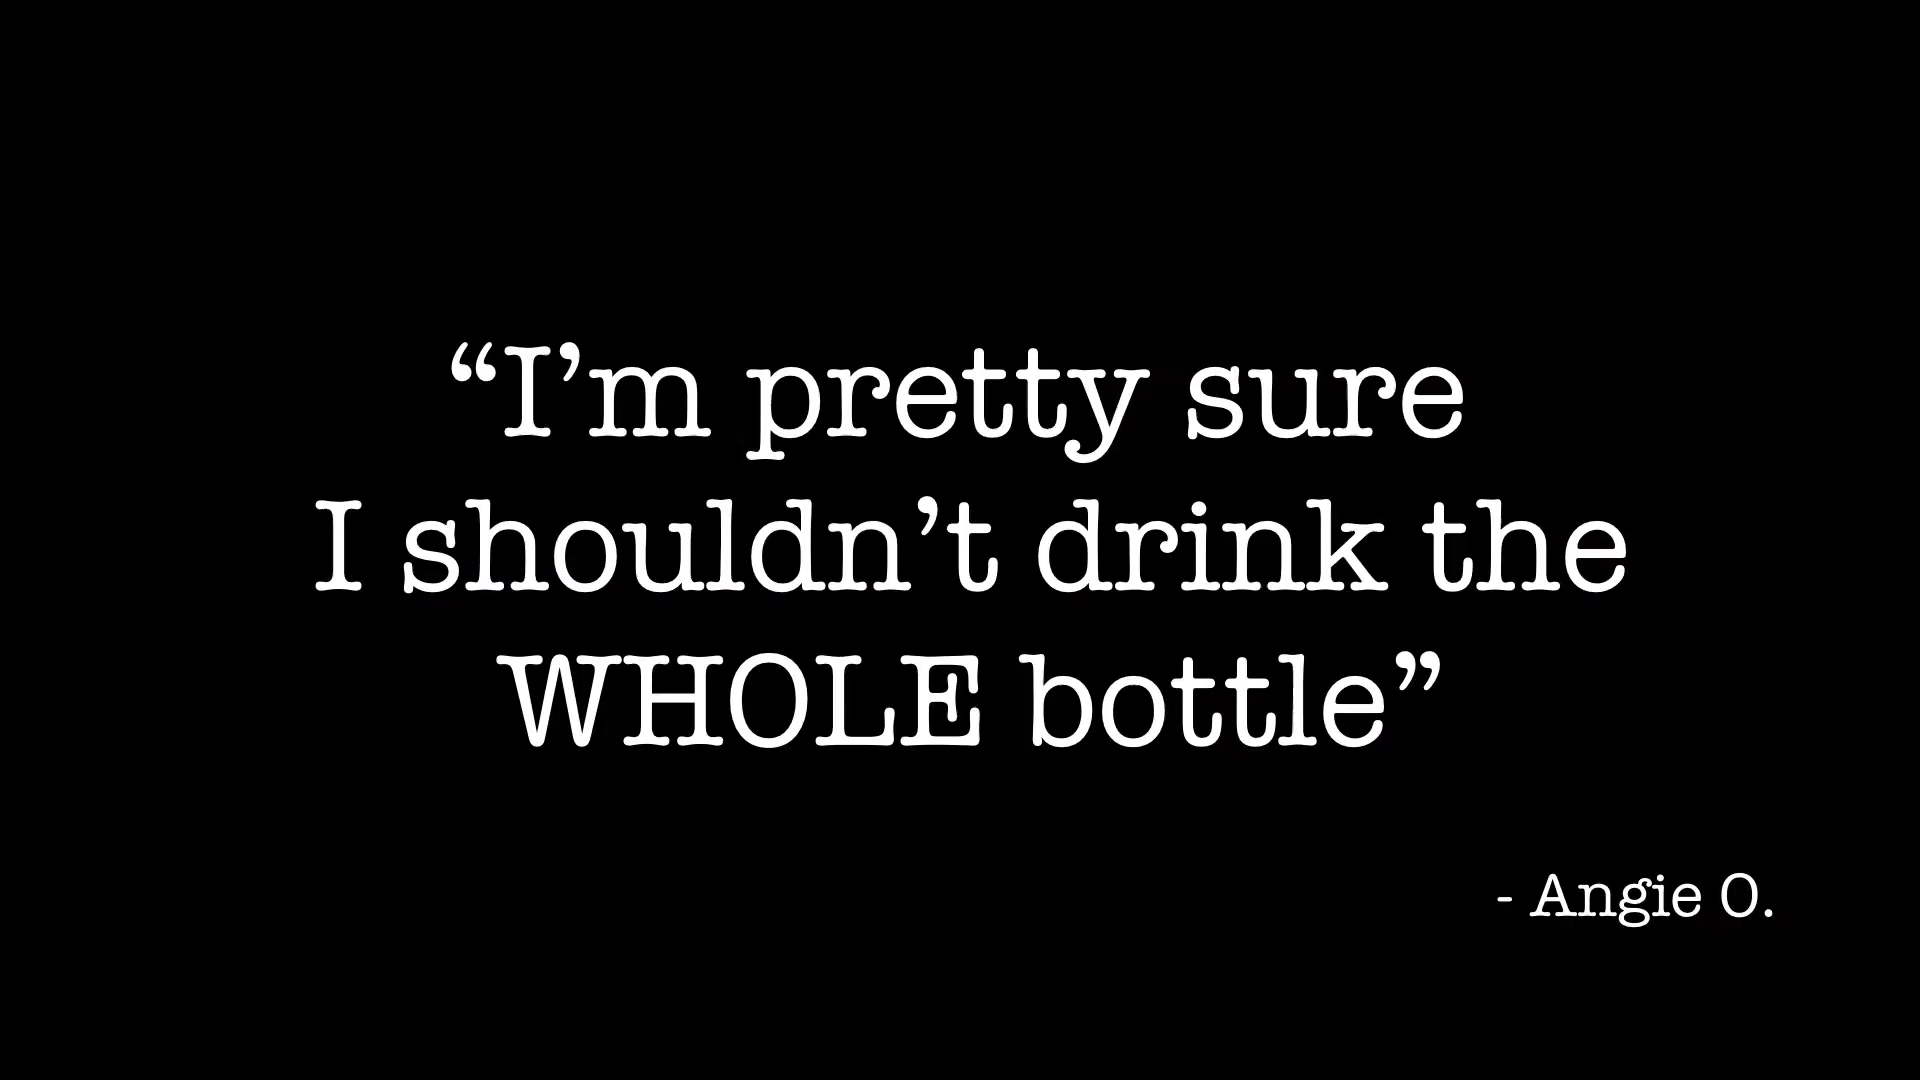 “I’m pretty sure
I shouldn’t drink the
WHOLE bottle”
- Angie O.